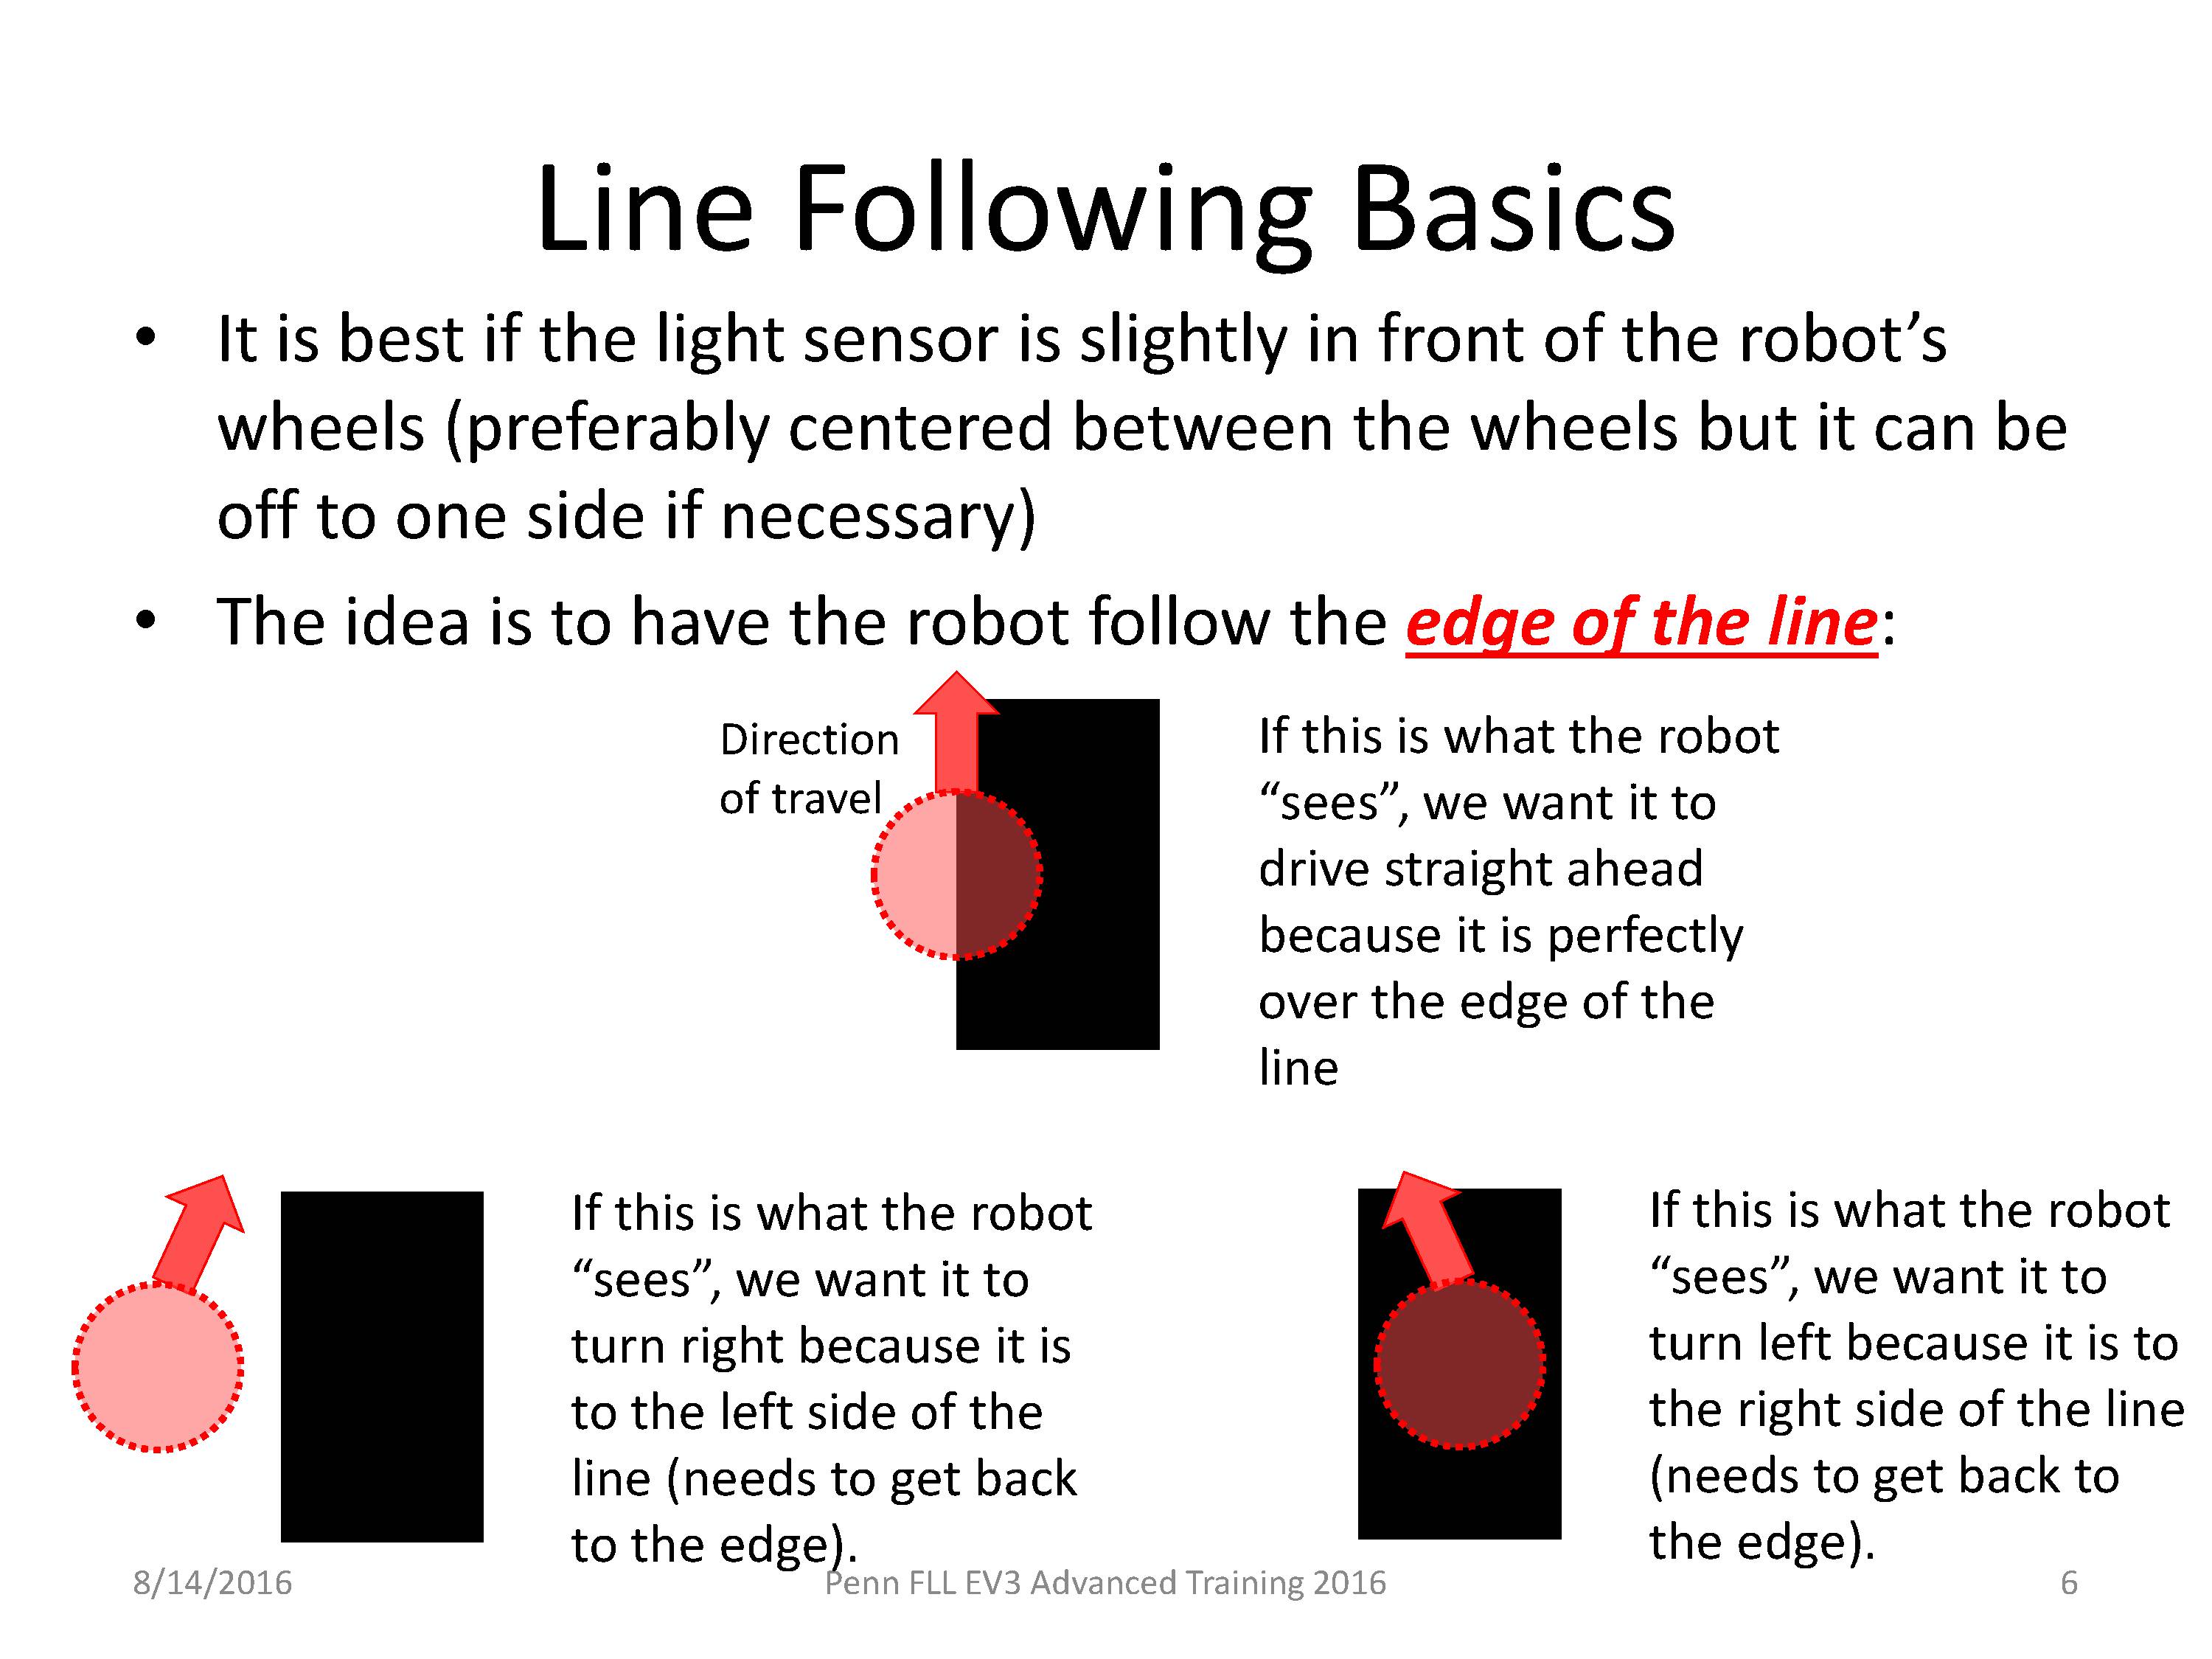 Line Following Basics
• It is best if the light sensor is slightly in front of the robot’s
wheels (preferably centered between the wheels but it can be
off to one side if necessary)
• The idea is to have the robot follow the edge of the line:
Direction
of travel
If this is what the robot
“sees”, we want it to
drive straight ahead
because it is perfectly
over the edge of the
line
If this is what the robot
“sees”, we want it to
turn right because it is
to the left side of the
line (needs to get back
to the edge).
If this is what the robot
“sees”, we want it to
turn left because it is to
the right side of the line
(needs to get back to
the edge).
8/14/2016
Penn FLL EV3 Advanced Training 2016
6